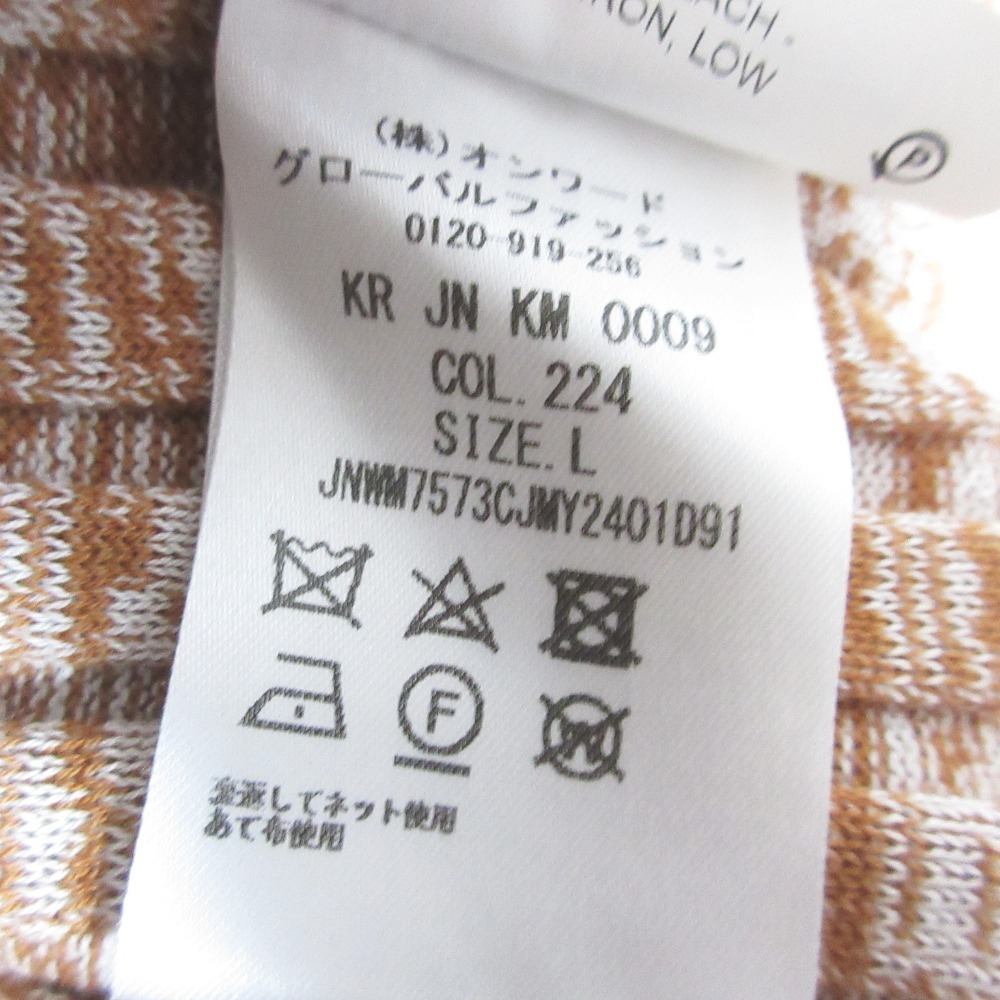 ACH.
RON, LOW
P
(株)オンワード
グローバルファッション
0120-919-256
KR JN KM 0009
COL.224
SIZE.L
JNWM7573CJMY2401D91
F
W
裏返してネット使用
あて布使用